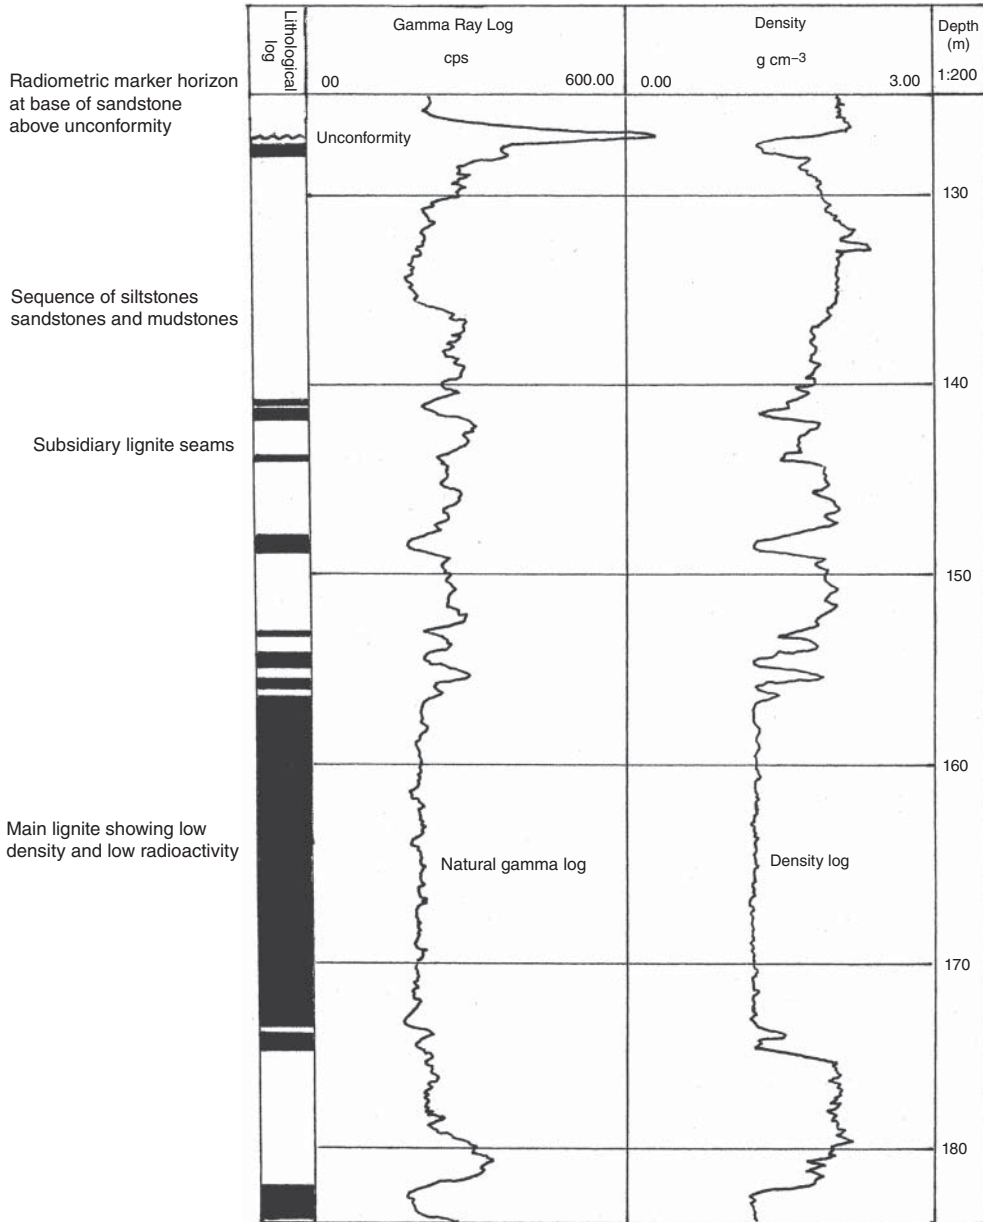 Lithological
log
Gamma Ray Log
cps
00
600.00
Density
g cm⁻³
0.00
3.00
Depth
(m)
1:200
Radiometric marker horizon
at base of sandstone
above unconformity
Unconformity
130
Sequence of siltstones
sandstones and mudstones
140
Subsidiary lignite seams
150
160
Main lignite showing low
density and low radioactivity
Natural gamma log
Density log
170
180